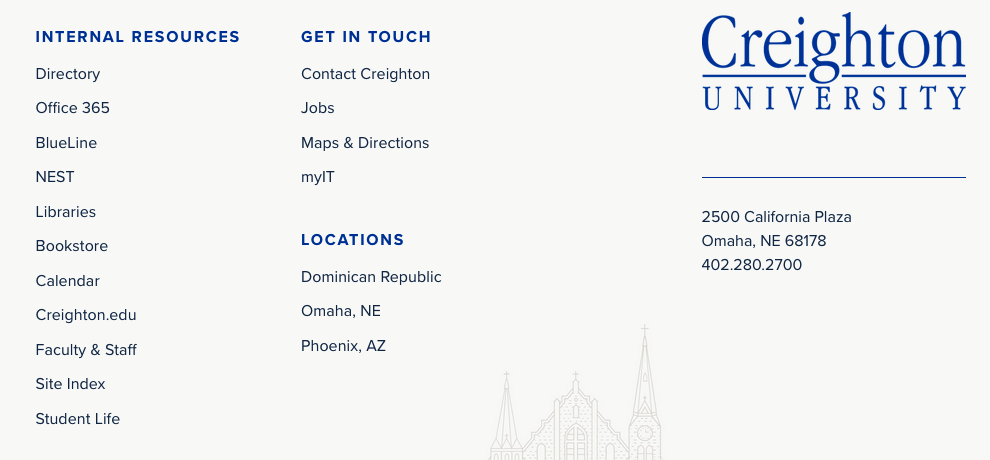 INTERNAL RESOURCES
Directory
Office 365
BlueLine
NEST
Libraries
Bookstore
Calendar
Creighton.edu
Faculty & Staff
Site Index
Student Life
GET IN TOUCH
Contact Creighton
Jobs
Maps & Directions
myIT
LOCATIONS
Dominican Republic
Omaha, NE
Phoenix, AZ
Creighton
UNIVERSITY
2500 California Plaza
Omaha, NE 68178
402.280.2700